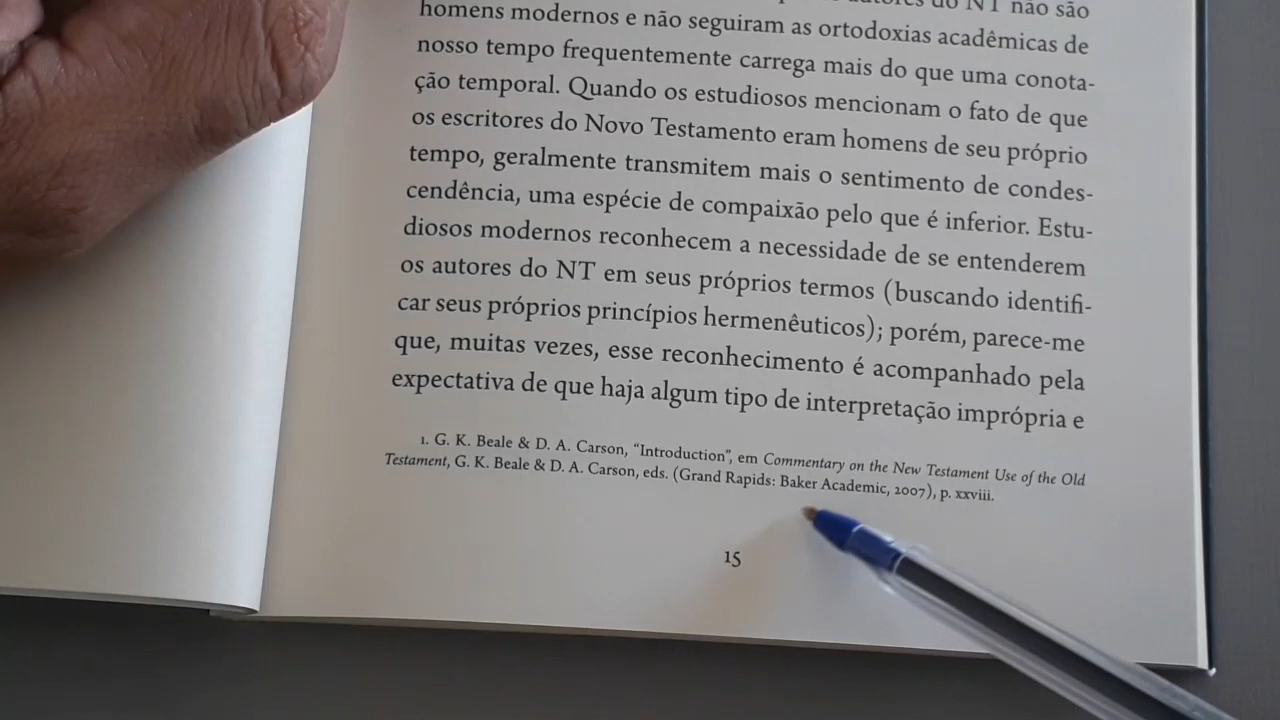 autores do NT não são
homens modernos e não seguiram as ortodoxias acadêmicas de
nosso tempo frequentemente carrega mais do que uma conota-
ção temporal. Quando os estudiosos mencionam o fato de que
os escritores do Novo Testamento eram homens de seu próprio
tempo, geralmente transmitem mais o sentimento de condes-
cendência, uma espécie de compaixão pelo que é inferior. Estu-
diosos modernos reconhecem a necessidade de se entenderem
os autores do NT em seus próprios termos (buscando identifi-
car seus próprios princípios hermenêuticos); porém, parece-me
que, muitas vezes, esse reconhecimento é acompanhado pela
expectativa de que haja algum tipo de interpretação imprópria e
1. G. K. Beale & D. A. Carson, “Introduction”, em Commentary on the New Testament Use of the Old
Testament, G. K. Beale & D. A. Carson, eds. (Grand Rapids: Baker Academic, 2007), p. xxviii.
15